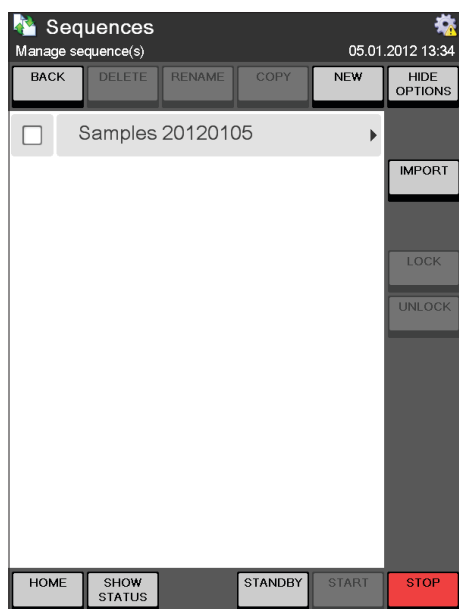 Sequences
Manage sequence(s) 05.01.2012 13:34
BACK DELETE RENAME COPY NEW HIDE
OPTIONS
Samples 20120105
IMPORT
LOCK
UNLOCK
HOME SHOW STANDBY START STOP
STATUS